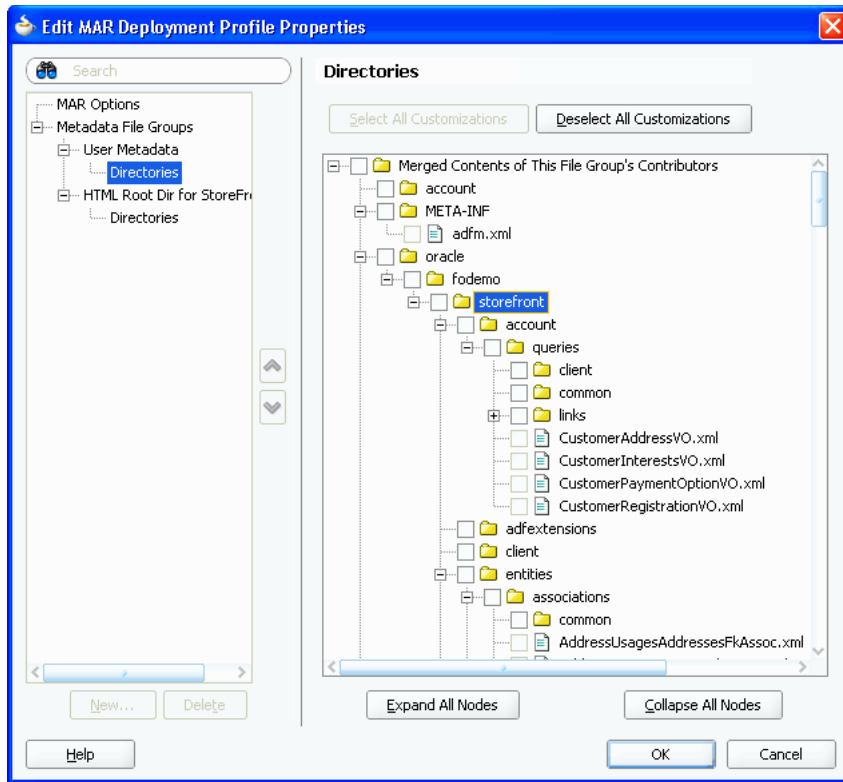 Edit MAR Deployment Profile Properties
Search
MAR Options
Metadata File Groups
User Metadata
Directories
HTML Root Dir for StoreFr
Directories
New...
Delete
Directories
Select All Customizations
Deselect All Customizations
Merged Contents of This File Group's Contributors
account
META-INF
adfm.xml
oracle
fodemo
storefront
account
queries
client
common
links
CustomerAddressVO.xml
CustomerInterestsVO.xml
CustomerPaymentOptionVO.xml
CustomerRegistrationVO.xml
adfextensions
client
entities
associations
common
AddressUsagesAddressesFkAssoc.xml
Expand All Nodes
Collapse All Nodes
Help
OK
Cancel